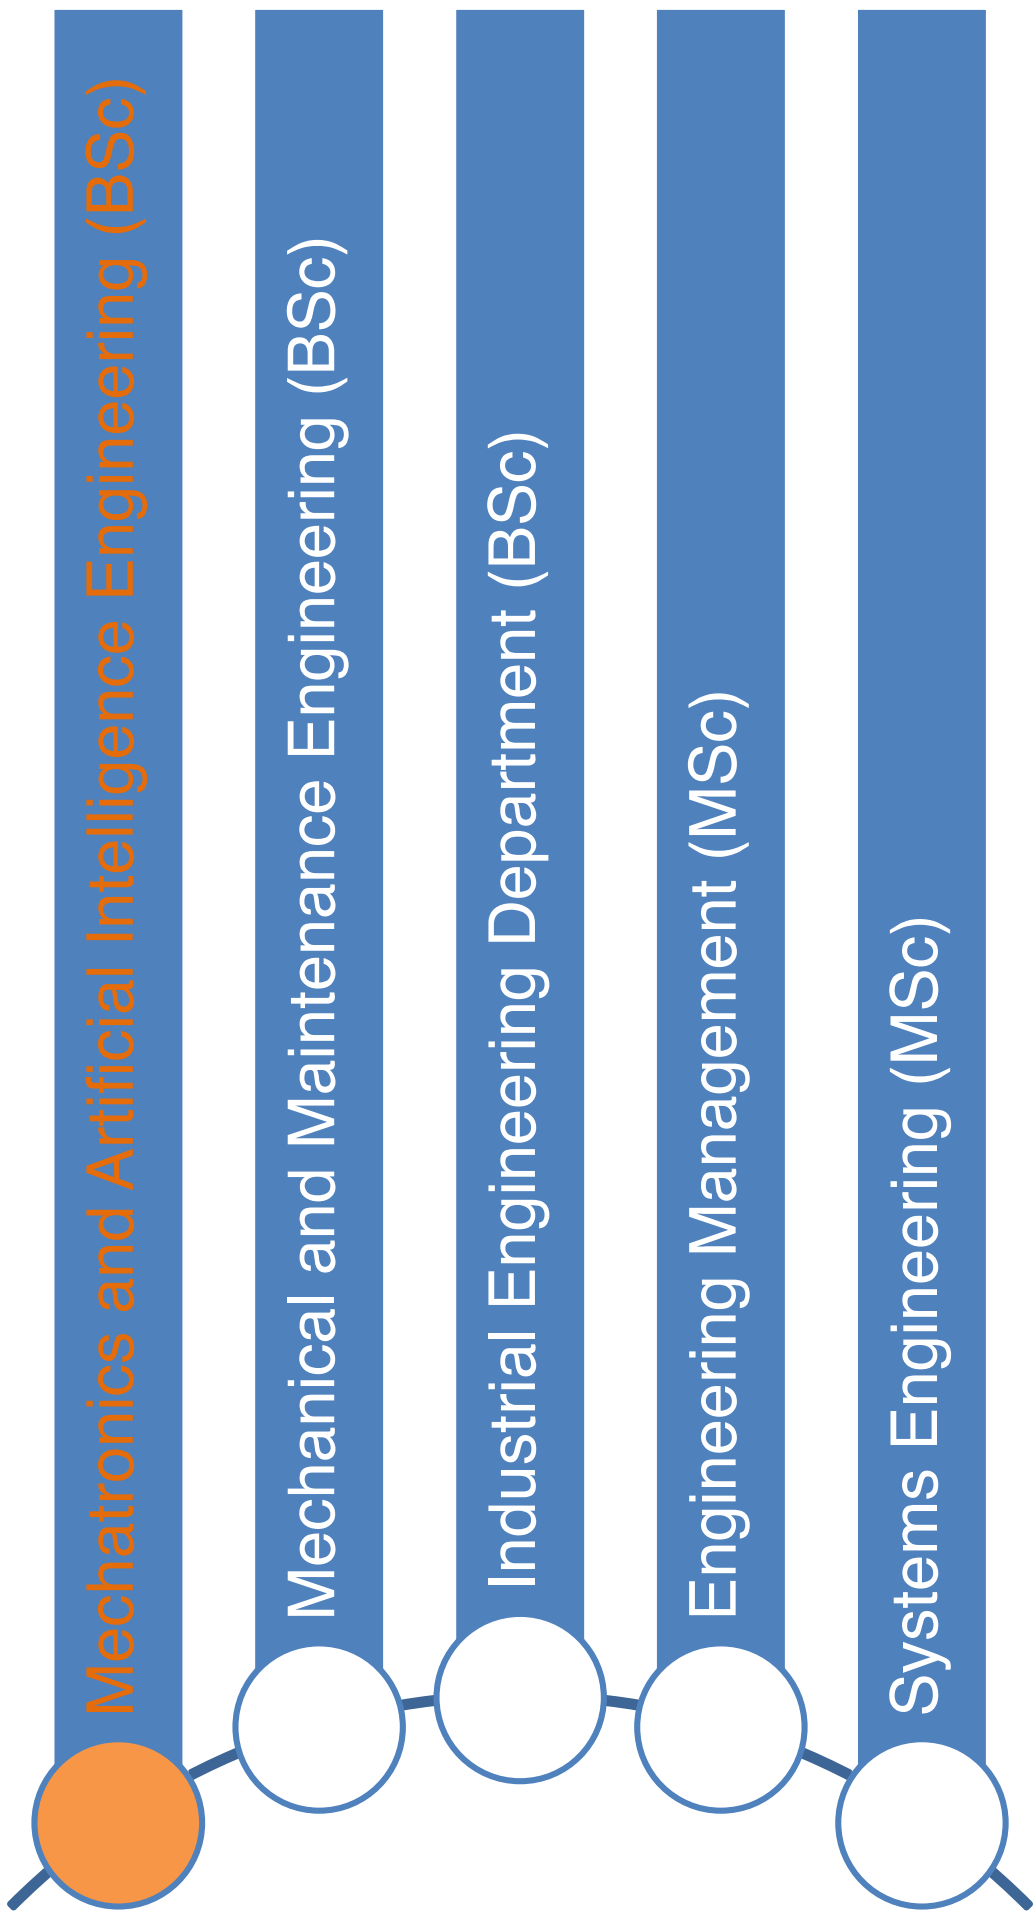 Mechatronics and Artificial Intelligence Engineering (BSc)
Mechanical and Maintenance Engineering (BSc)
Industrial Engineering Department (BSc)
Engineering Management (MSc)
Systems Engineering (MSc)